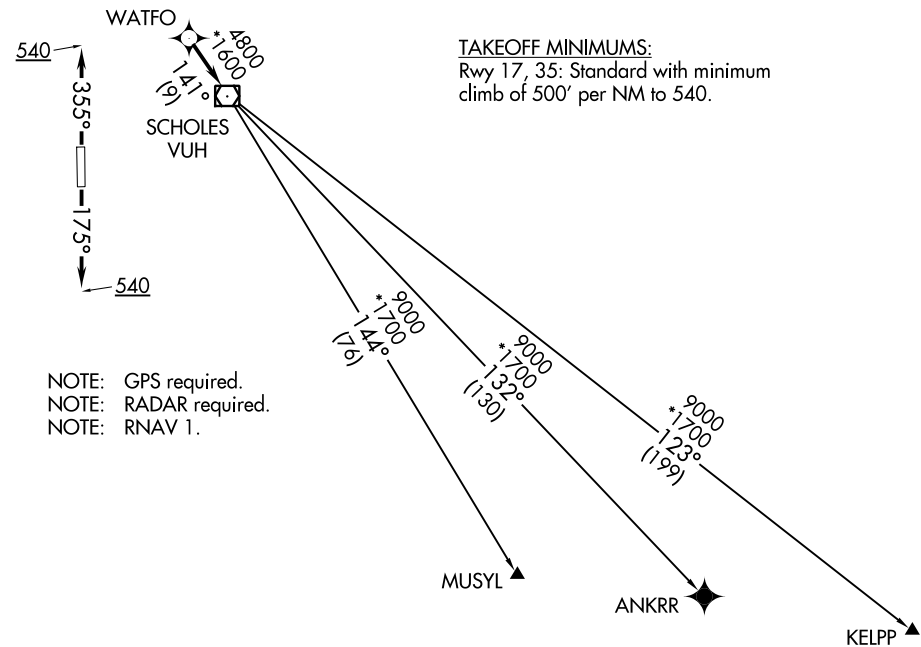 WATFO
4800
*1600
141°
(9)
540
355°
175°
540
SCHOLES
VUH
TAKEOFF MINIMUMS:
Rwy 17, 35: Standard with minimum
climb of 500' per NM to 540.
9000
*1700
144°
(76)
9000
*1700
132°
(130)
9000
*1700
123°
(199)
NOTE: GPS required.
NOTE: RADAR required.
NOTE: RNAV 1.
MUSYL
ANKRR
KELPP